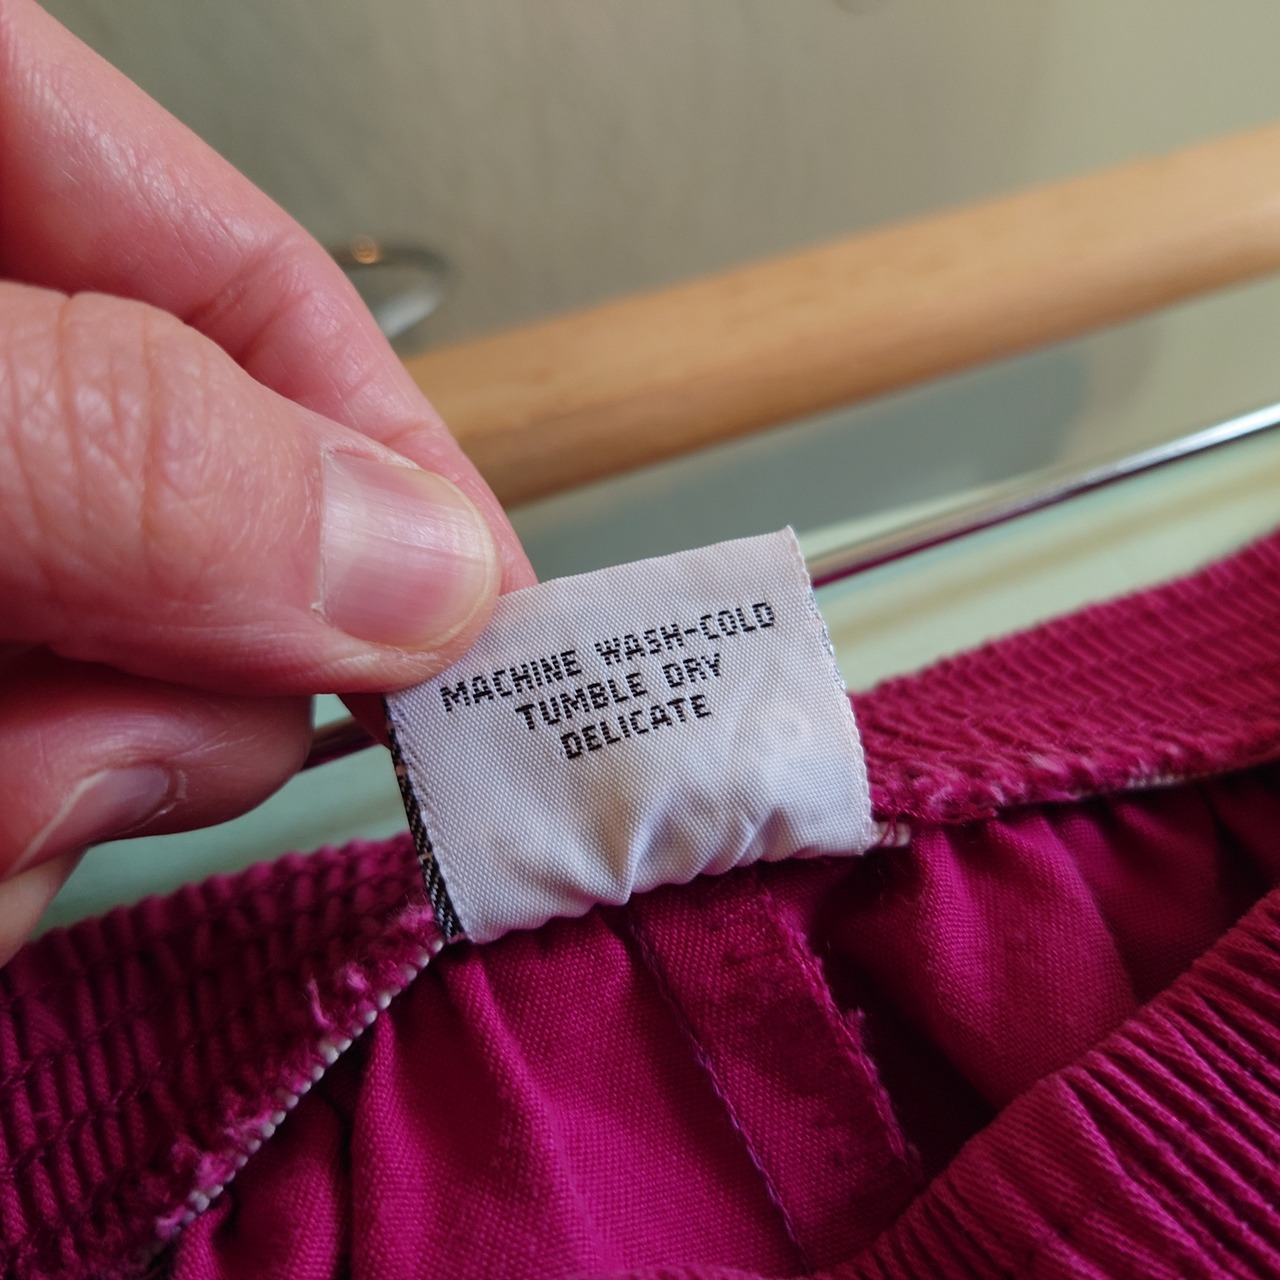 MACHINE WASH-COLD
TUMBLE DRY
DELICATE